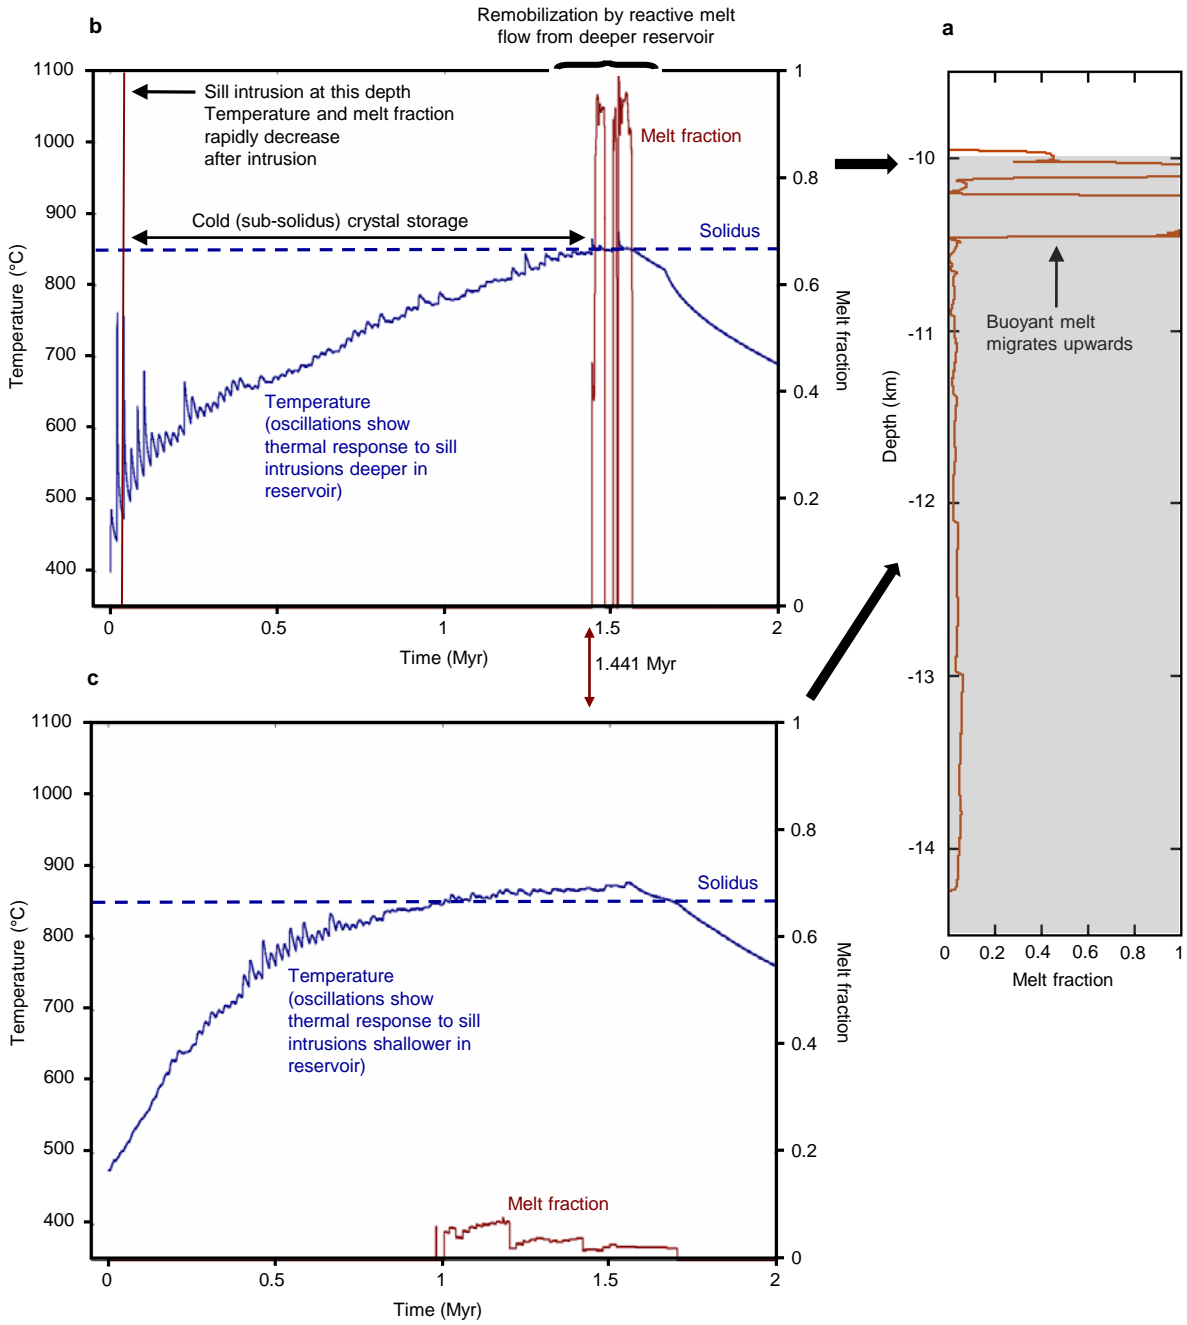 b
Remobilization by reactive melt
flow from deeper reservoir
a
1100
1000
900
800
700
600
500
400
Temperature (°C)
Sill intrusion at this depth
Temperature and melt fraction
rapidly decrease
after intrusion
Melt fraction
Cold (sub-solidus) crystal storage
Solidus
Temperature
(oscillations show
thermal response to sill
intrusions deeper in
reservoir)
1
0.8
0.6
0.4
0.2
0
Melt fraction
0
0.5
1
1.5
2
Time (Myr)
1.441 Myr
-10
-11
-12
-13
-14
Depth (km)
Buoyant melt
migrates upwards
0
0.2
0.4
0.6
0.8
1
Melt fraction
c
1100
1000
900
800
700
600
500
400
Temperature (°C)
Solidus
Temperature
(oscillations show
thermal response to sill
intrusions shallower in
reservoir)
Melt fraction
1
0.8
0.6
0.4
0.2
0
Melt fraction
0
0.5
1
1.5
2
Time (Myr)